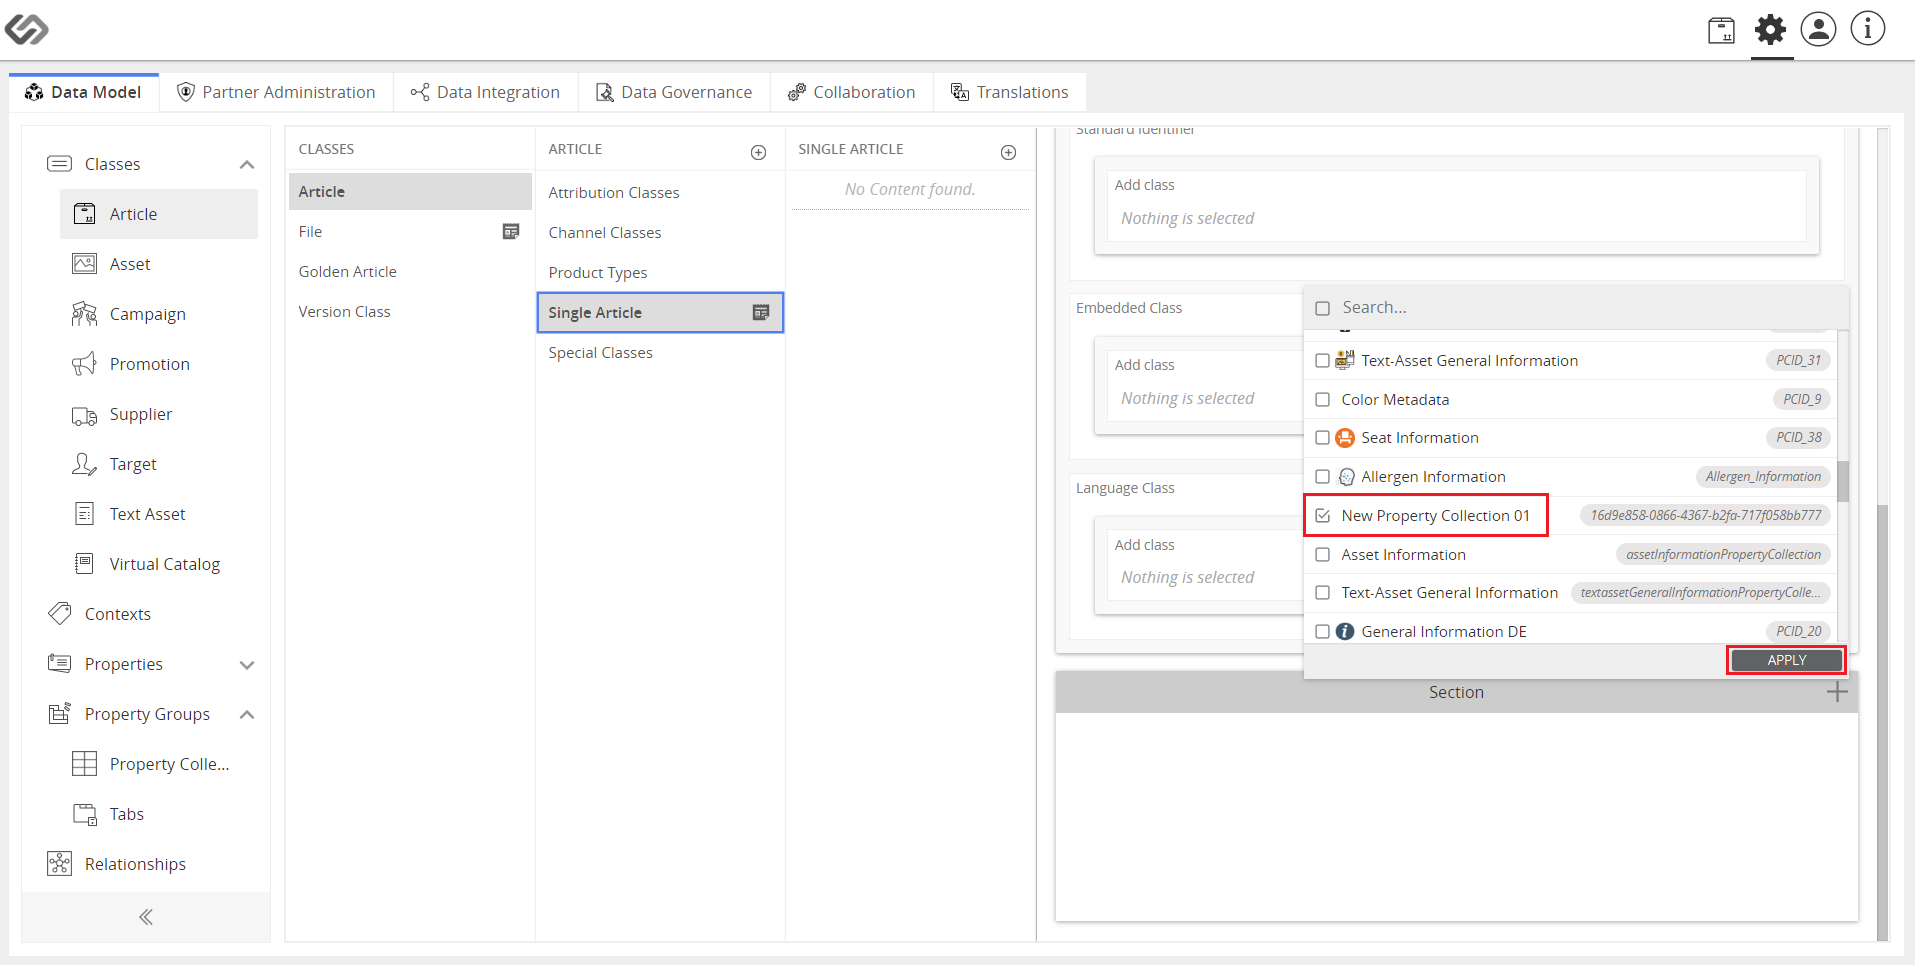 Data Model
Partner Administration
Data Integration
Data Governance
Collaboration
Translations
Classes
Article
Asset
Campaign
Promotion
Supplier
Target
Text Asset
Virtual Catalog
Contexts
Properties
Property Groups
Property Colle...
Tabs
Relationships
CLASSES
Article
File
Golden Article
Version Class
ARTICLE
Attribution Classes
Channel Classes
Product Types
Single Article
Special Classes
SINGLE ARTICLE
No Content found.
Standard Identifier
Add class
Nothing is selected
Embedded Class
Add class
Nothing is selected
Language Class
Add class
Nothing is selected
Search...
Text-Asset General Information PCID_31
Color Metadata PCID_9
Seat Information PCID_38
Allergen Information Allergen_Information
New Property Collection 01 16d9e858-0866-4367-b2fa-717f058bb777
Asset Information assetInformationPropertyCollection
Text-Asset General Information textassetGeneralInformationPropertyColle...
General Information DE PCID_20
APPLY
Section